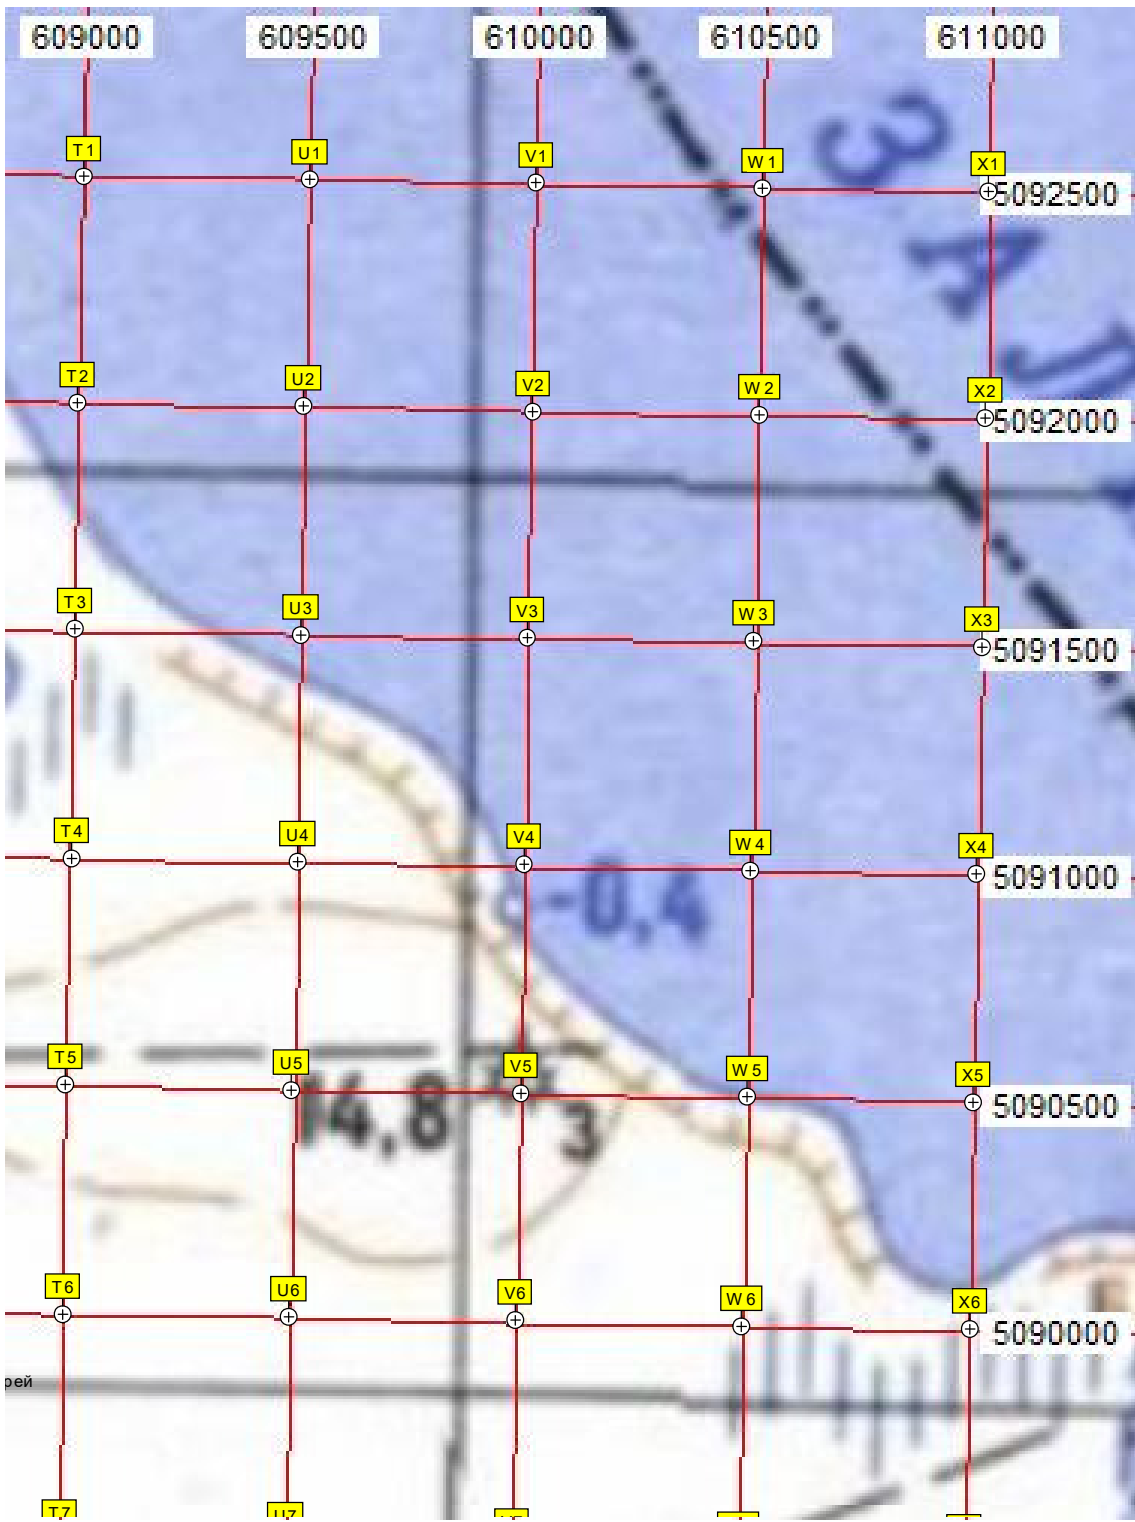 609000 609500 610000 610500 611000
З
T1 U1 V1 W1 X1
5092500
А
Л
T2 U2 V2 W2 X2
5092000
T3 U3 V3 W3 X3
5091500
T4 U4 V4 W4 X4
5091000
-0,4
T5 U5 V5 W5 X5
5090500
14,8
3
T6 U6 V6 W6 X6
5090000
рей
T7 U7